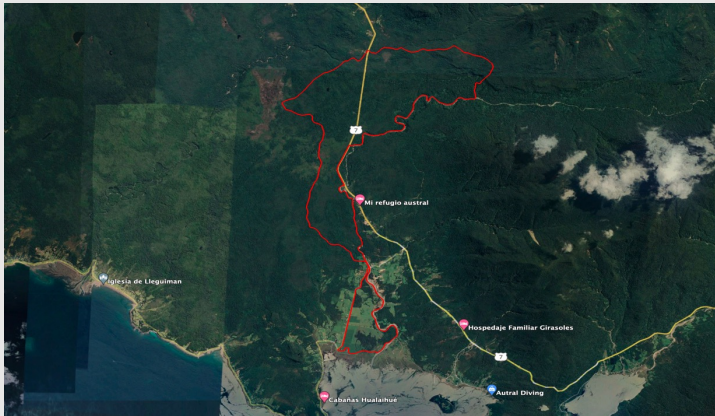 7
Mi refugio austral
Iglesia de Lleguiman
Hospedaje Familiar Girasoles
7
Autral Diving
Cabañas Hualaihué